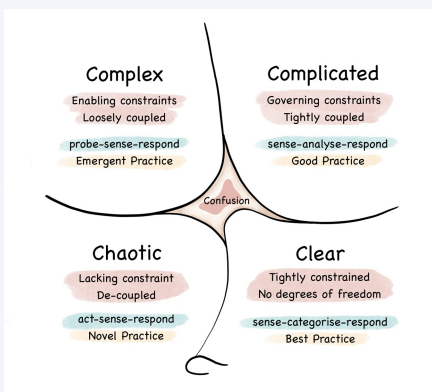 Complex
Enabling constraints
Loosely coupled
probe-sense-respond
Emergent Practice
Complicated
Governing constraints
Tightly coupled
sense-analyse-respond
Good Practice
Confusion
Chaotic
Lacking constraint
De-coupled
act-sense-respond
Novel Practice
Clear
Tightly constrained
No degrees of freedom
sense-categorise-respond
Best Practice